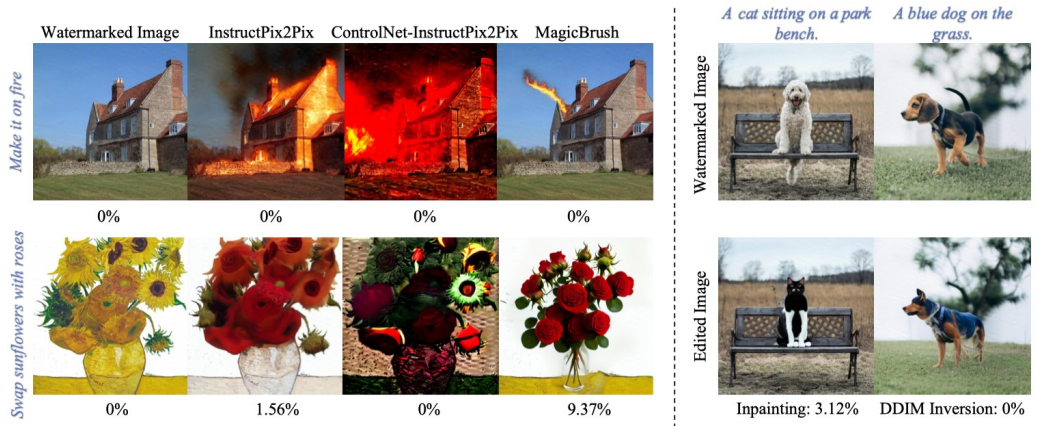 Watermarked Image
InstructPix2Pix
ControlNet-InstructPix2Pix
MagicBrush
Make it on fire
0%
0%
0%
0%
Swap sunflowers with roses
0%
1.56%
0%
9.37%
A cat sitting on a park
bench.
A blue dog on the
grass.
Watermarked Image
Edited Image
Inpainting: 3.12%
DDIM Inversion: 0%